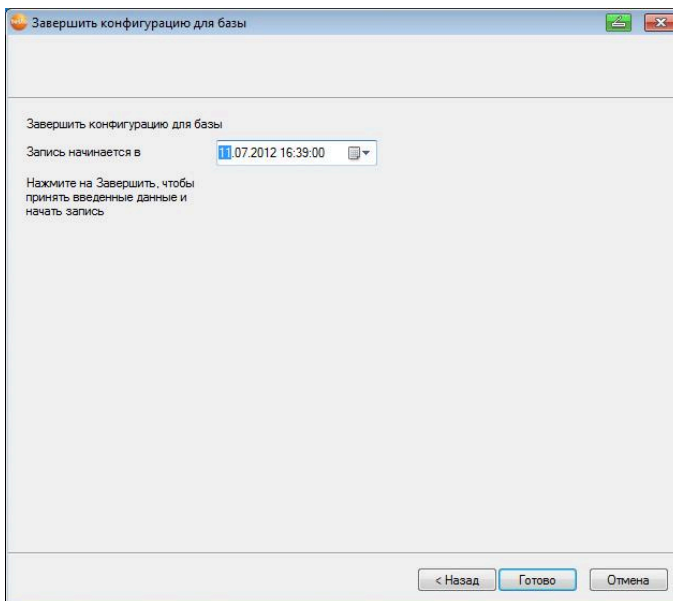 Завершить конфигурацию для базы
Завершить конфигурацию для базы
Запись начинается в 11.07.2012 16:39:00
Нажмите на Завершить, чтобы
принять введенные данные и
начать запись
< Назад Готово Отмена